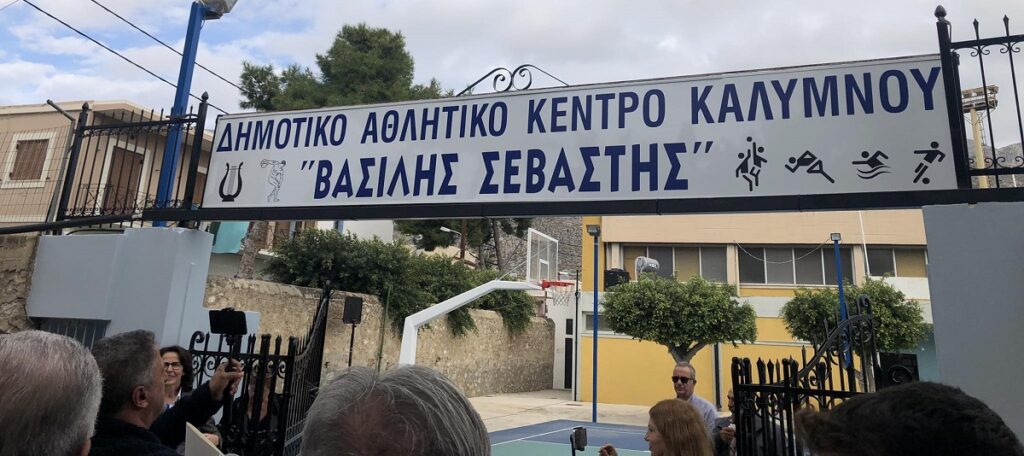 ΔΗΜΟΤΙΚΟ ΑΘΛΗΤΙΚΟ ΚΕΝΤΡΟ ΚΑΛΥΜΝΟΥ
"ΒΑΣΙΛΗΣ ΣΕΒΑΣΤΗΣ"